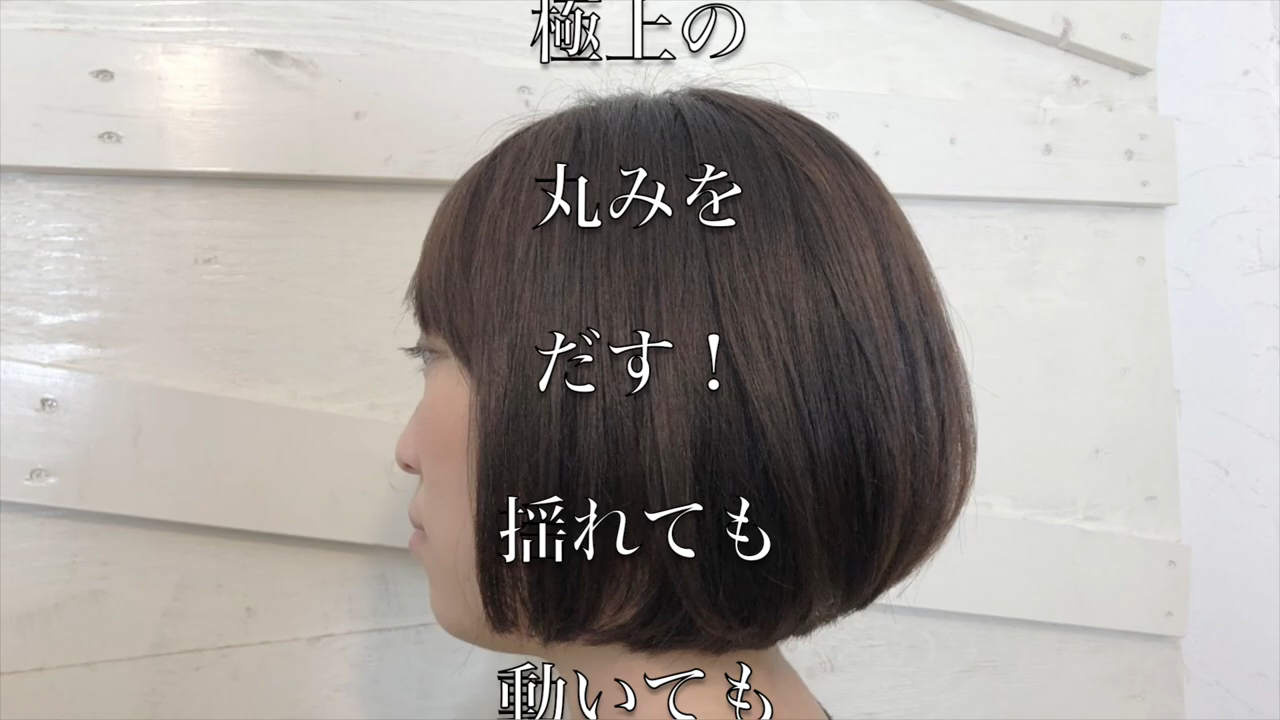 極上の
丸みを
だす！
揺れても
動いても